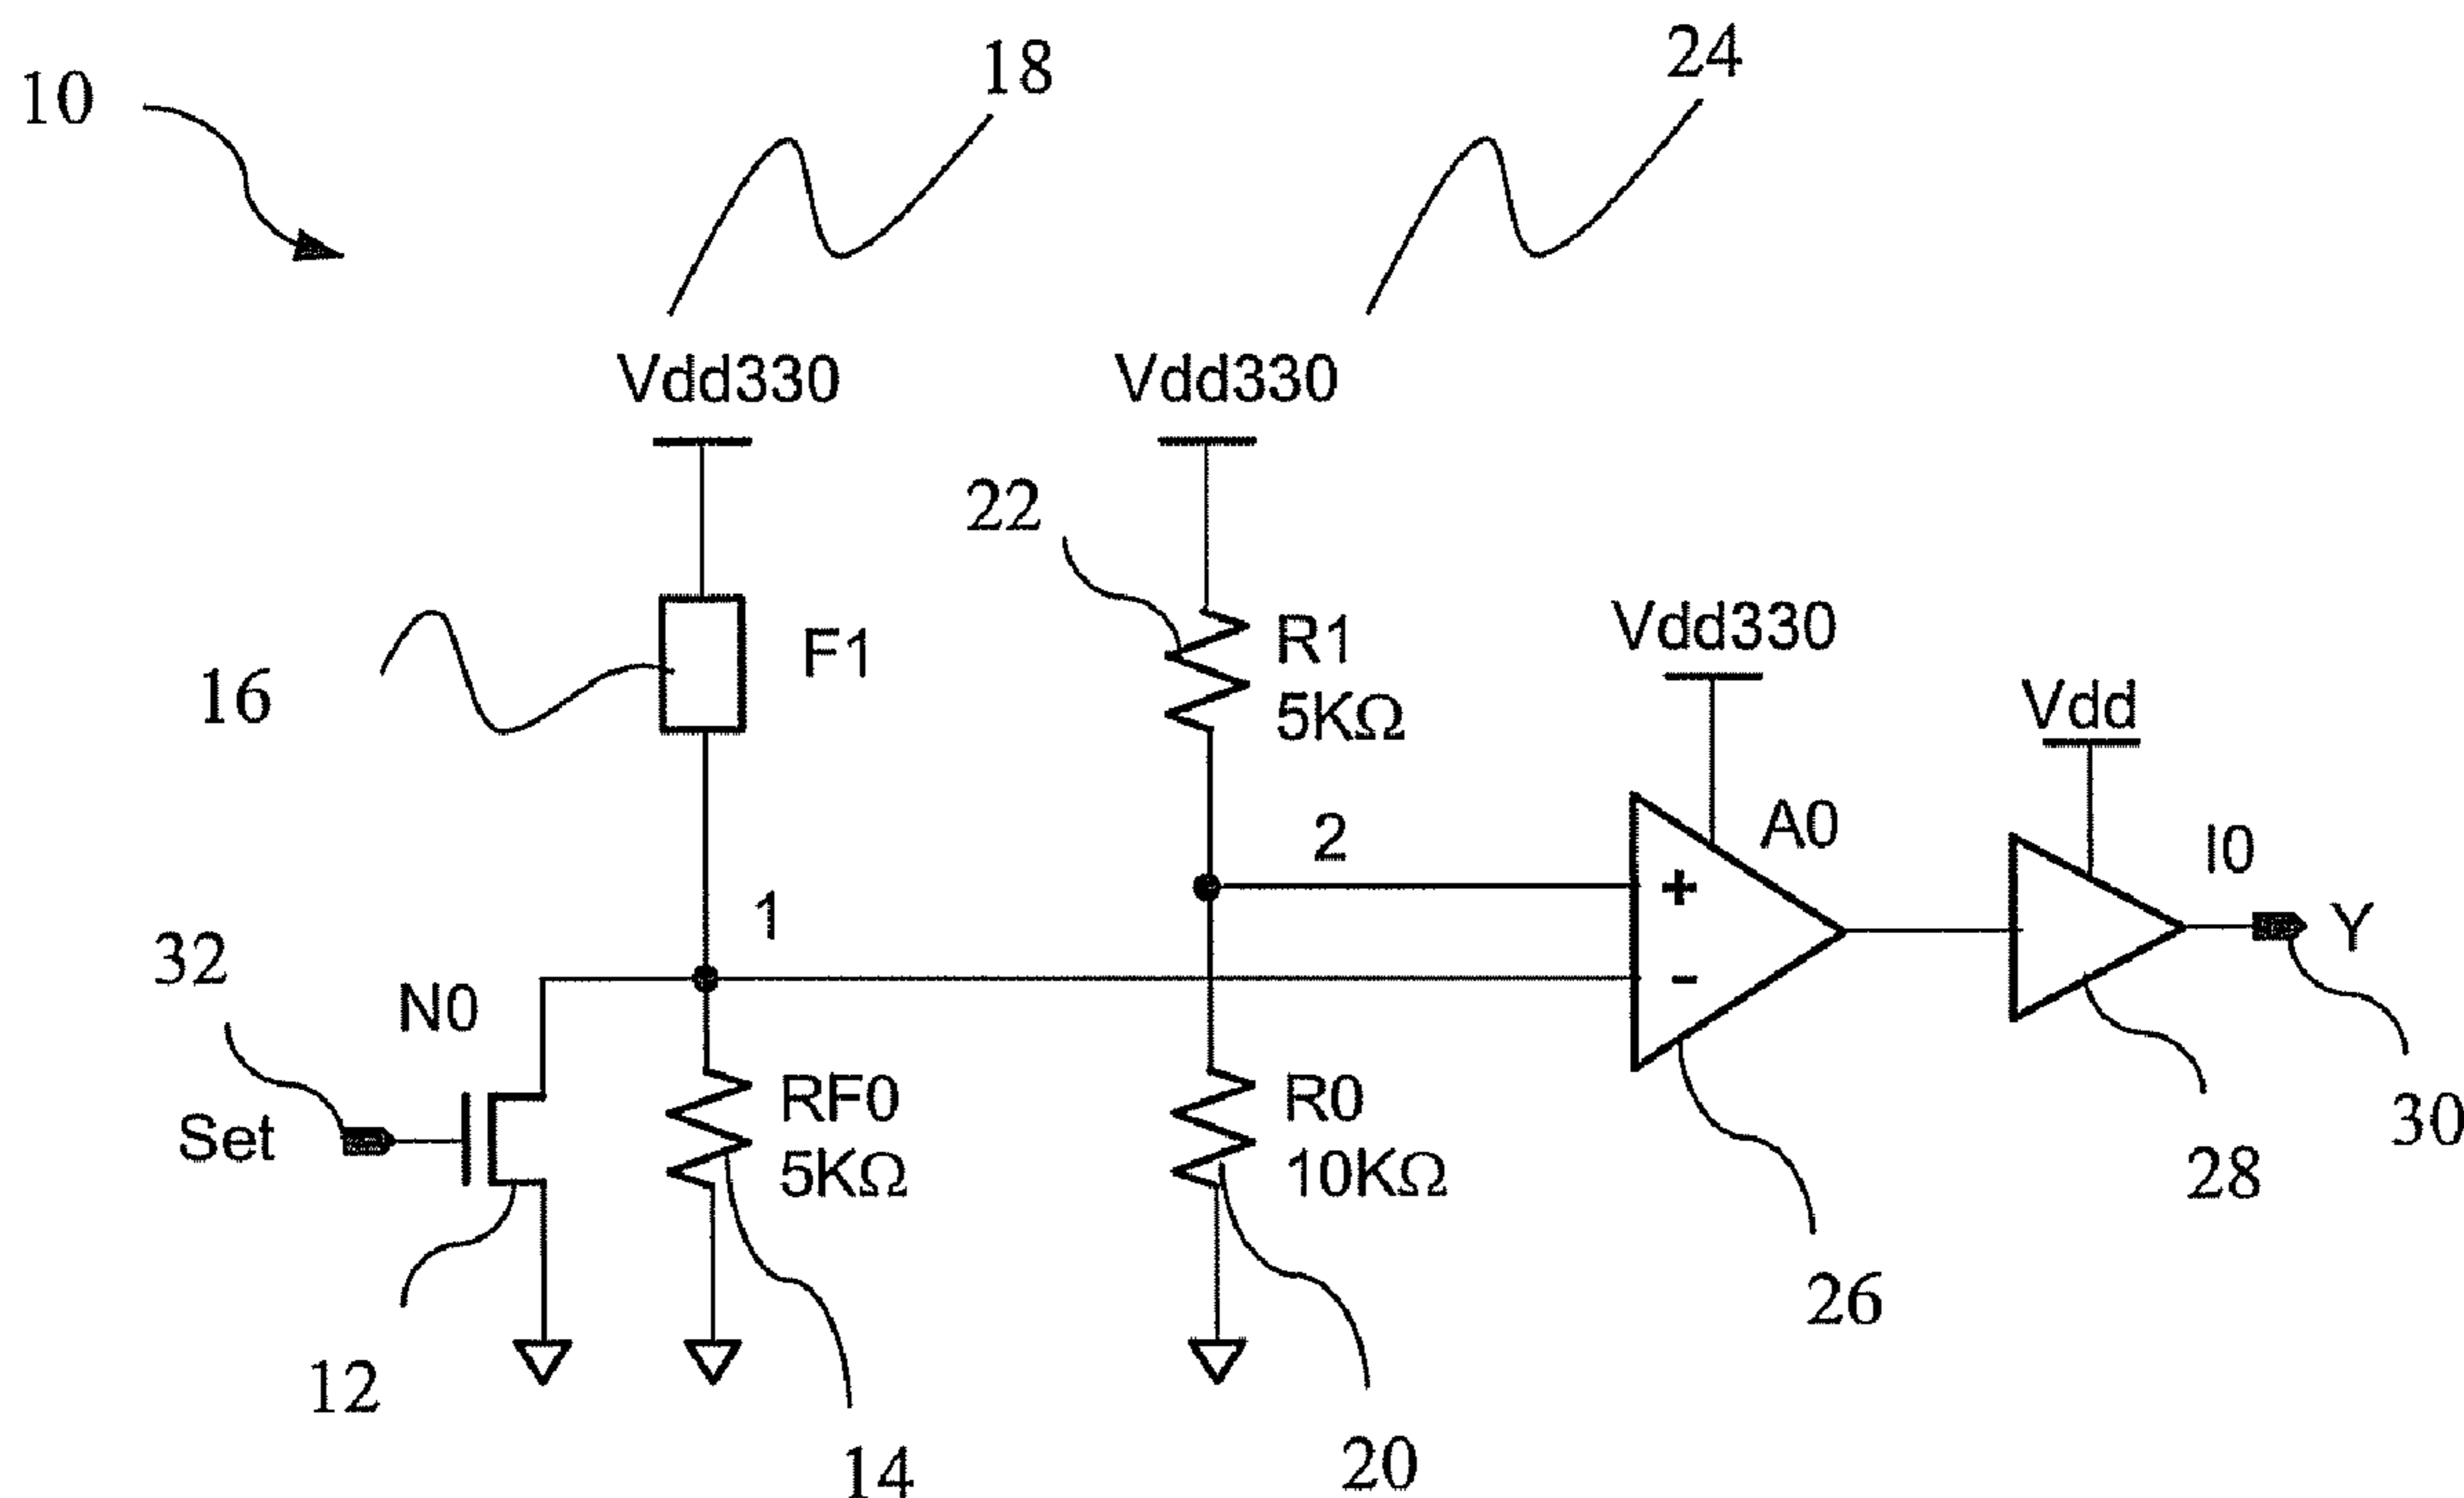 10
18
24
Vdd330
Vdd330
22
16
F1
R1
5KΩ
Vdd330
Vdd
A0
I0
2
1
+
-
Y
32
N0
Set
RF0
5KΩ
R0
10KΩ
30
28
26
12
14
20